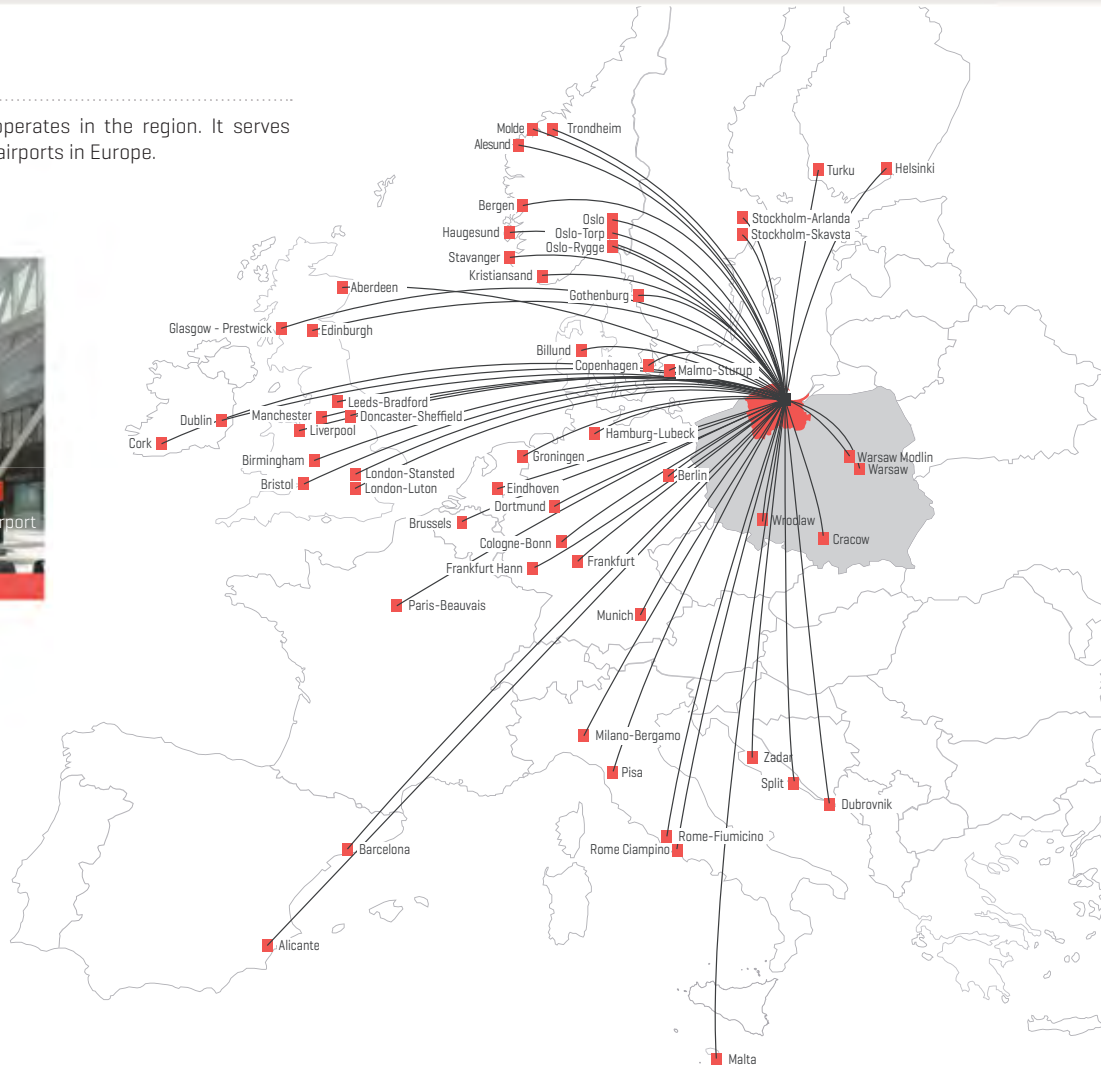 operates in the region. It serves
airports in Europe.
Molde
Trondheim
Alesund
Turku
Helsinki
Bergen
Oslo
Stockholm-Arlanda
Haugesund
Oslo-Torp
Stockholm-Skavsta
Oslo-Rygge
Stavanger
Kristiansand
Aberdeen
Gothenburg
Glasgow - Prestwick
Edinburgh
Billund
Copenhagen
Malmo-Sturup
Leeds-Bradford
Dublin
Manchester
Doncaster-Sheffield
Liverpool
Hamburg-Lubeck
Cork
Birmingham
Groningen
Warsaw Modlin
Warsaw
London-Stansted
Berlin
Bristol
London-Luton
Eindhoven
Dortmund
rport
Brussels
Wroclaw
Cologne-Bonn
Cracow
Frankfurt Hann
Frankfurt
Paris-Beauvais
Munich
Milano-Bergamo
Zadar
Pisa
Split
Dubrovnik
Rome-Fiumicino
Barcelona
Rome Ciampino
Alicante
Malta